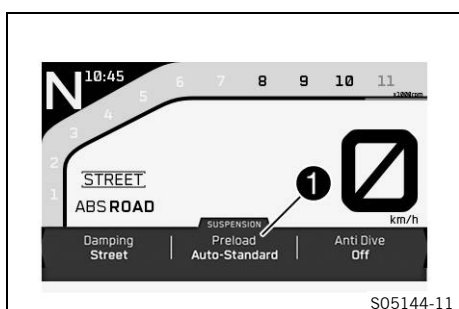 N 10:45
1 2 3 4 5 6 7 8 9 10 11
x1000rpm
STREET
ABS ROAD
1
0
km/h
SUSPENSION
Damping Preload Anti Dive
Street Auto-Standard Off
S05144-11